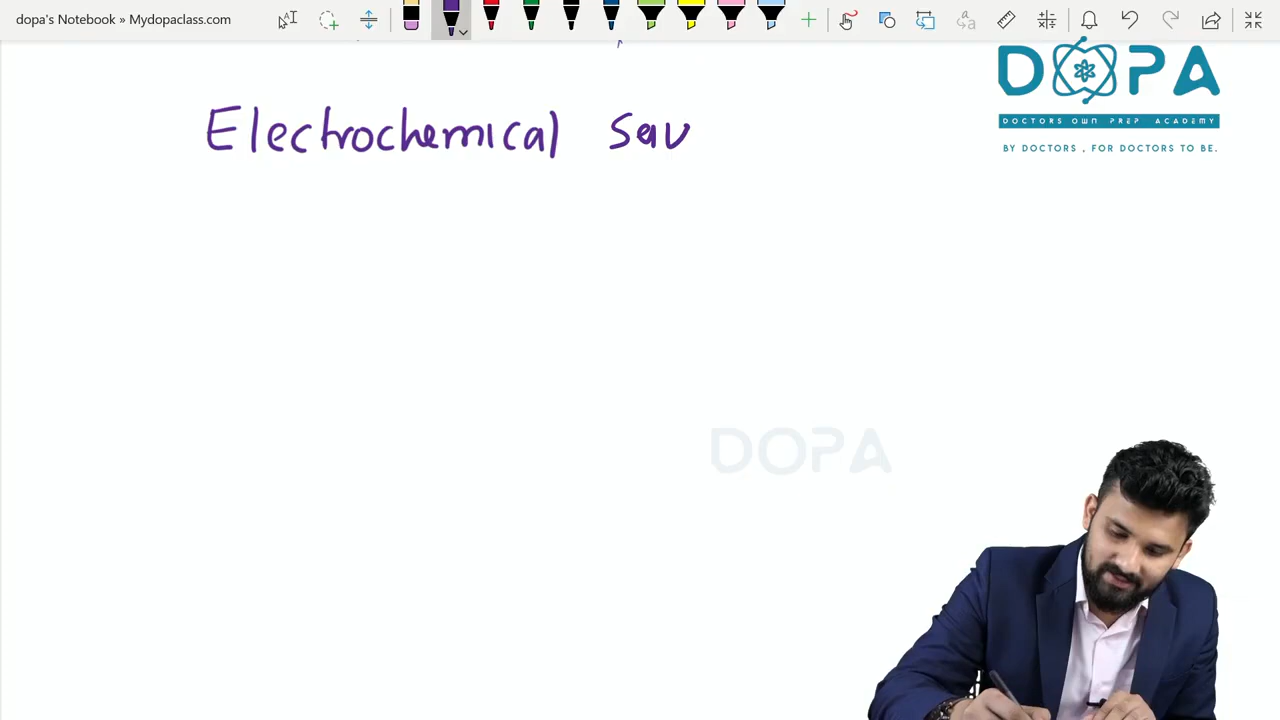 dopa's Notebook » Mydopaclass.com
DOPA
DOCTORS OWN PREP ACADEMY
BY DOCTORS , FOR DOCTORS TO BE.
Electrochemical Sav
DOPA